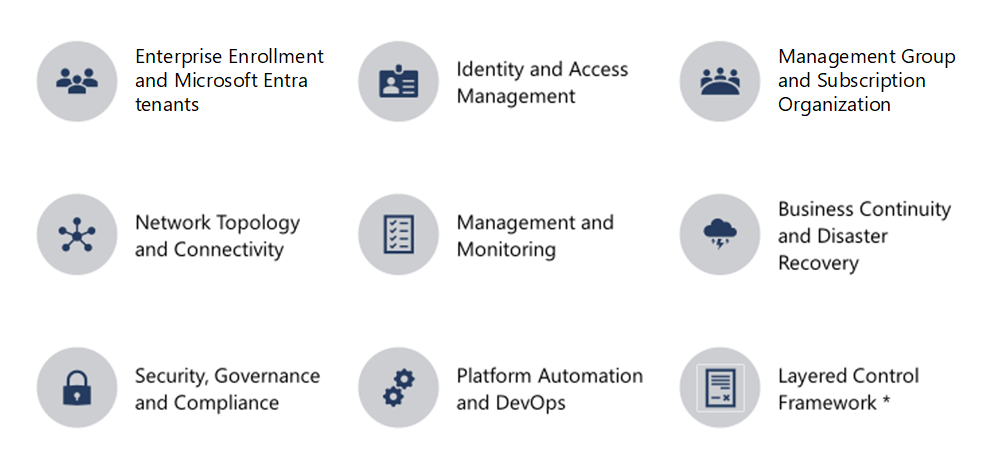 Enterprise Enrollment
and Microsoft Entra
tenants
Identity and Access
Management
Management Group
and Subscription
Organization
Network Topology
and Connectivity
Management and
Monitoring
Business Continuity
and Disaster
Recovery
Security, Governance
and Compliance
Platform Automation
and DevOps
Layered Control
Framework *